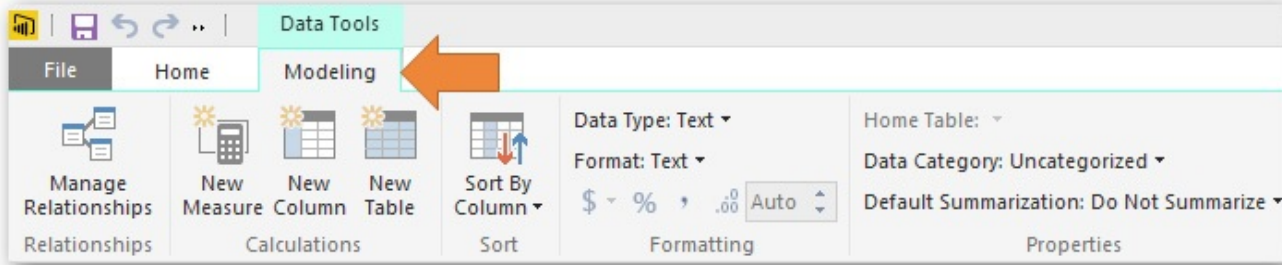 Data Tools
File Home Modeling
Manage Relationships
New Measure
New Column
New Table
Sort By Column
Data Type: Text
Format: Text
$ % , .00 Auto
Home Table:
Data Category: Uncategorized
Default Summarization: Do Not Summarize
Relationships Calculations Sort Formatting Properties